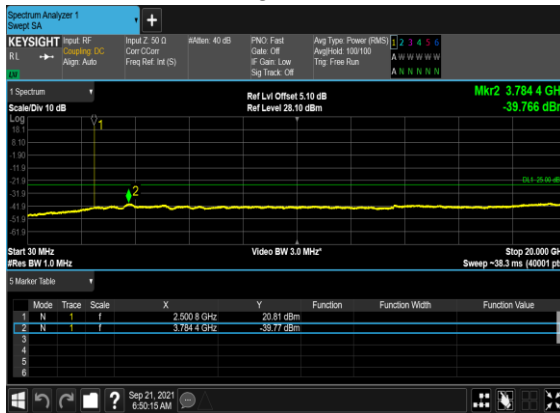 Spectrum Analyzer 1
Swept SA
+
KEYSIGHT Input: RF Input Z: 50 Ω #Atten: 40 dB PNO: Fast Avg Type: Power (RMS) 1 2 3 4 5 6
RL Coupling: DC Corr CCorr Gate: Off Avg|Hold: 100/100 A W W W W W
Align: Auto Freq Ref: Int (S) IF Gain: Low Trig: Free Run
Sig Track: Off A N N N N N
1 Spectrum
Ref Lvl Offset 5.10 dB Mkr2 3.784 4 GH
Scale/Div 10 dB Ref Level 28.10 dBm -39.766 dBr
Log
18.1
8.10
-1.90
-11.9
-21.9
-31.9
-41.9
-51.9
-61.9
1
2
DL1 -25.00 dB
Start 30 MHz Video BW 3.0 MHz* Stop 20.000 GH
#Res BW 1.0 MHz Sweep ~38.3 ms (40001 pt
5 Marker Table
Mode Trace Scale X Y Function Function Width Function Value
1 N 1 f 2.500 8 GHz 20.81 dBm
2 N 1 f 3.784 4 GHz -39.77 dBm
3
4
5
6
? Sep 21, 2021
6:50:15 AM